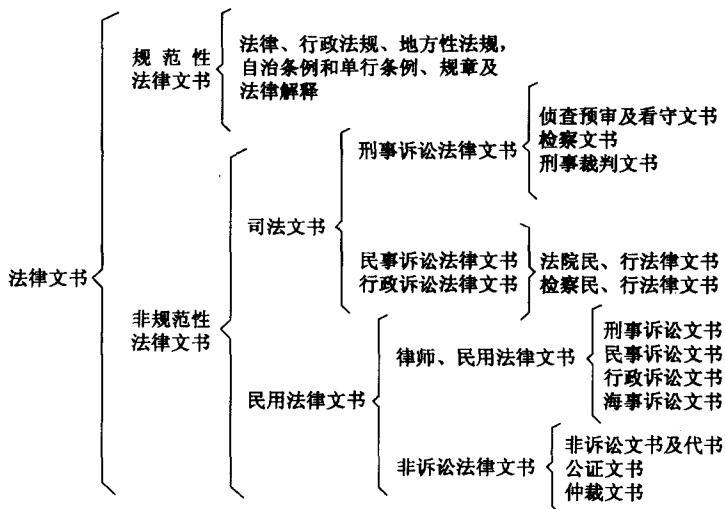 规范性
法律文书
法律、行政法规、地方性法规，
自治条例和单行条例、规章及
法律解释
侦查预审及看守文书
刑事诉讼法律文书
检察文书
刑事裁判文书
司法文书
民事诉讼法律文书
行政诉讼法律文书
法院民、行法律文书
检察民、行法律文书
法律文书
非规范性
法律文书
刑事诉讼文书
律师、民用法律文书
民事诉讼文书
行政诉讼文书
海事诉讼文书
民用法律文书
非诉讼文书及代书
非诉讼法律文书
公证文书
仲裁文书